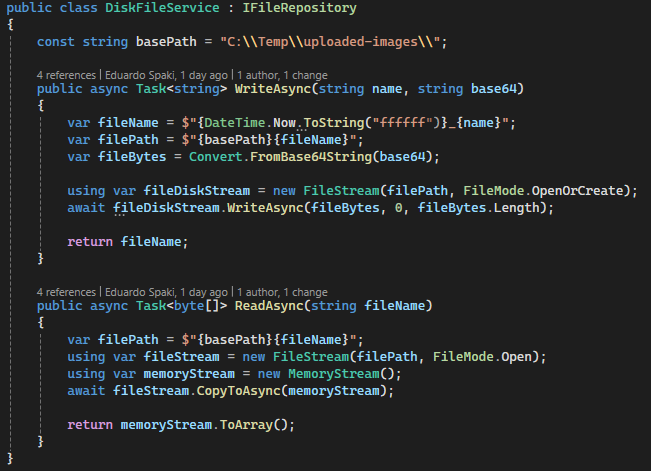 public class DiskFileService : IFileRepository
{
const string basePath = "C:\\Temp\\uploaded-images\\";
4 references | Eduardo Spaki, 1 day ago | 1 author, 1 change
public async Task<string> WriteAsync(string name, string base64)
{
var fileName = $"{DateTime.Now.ToString("ffffff")}_{name}";
var filePath = $"{basePath}{fileName}";
var fileBytes = Convert.FromBase64String(base64);
using var fileDiskStream = new FileStream(filePath, FileMode.OpenOrCreate);
await fileDiskStream.WriteAsync(fileBytes, 0, fileBytes.Length);
return fileName;
}
4 references | Eduardo Spaki, 1 day ago | 1 author, 1 change
public async Task<byte[]> ReadAsync(string fileName)
{
var filePath = $"{basePath}{fileName}";
using var fileStream = new FileStream(filePath, FileMode.Open);
using var memoryStream = new MemoryStream();
await fileStream.CopyToAsync(memoryStream);
return memoryStream.ToArray();
}
}